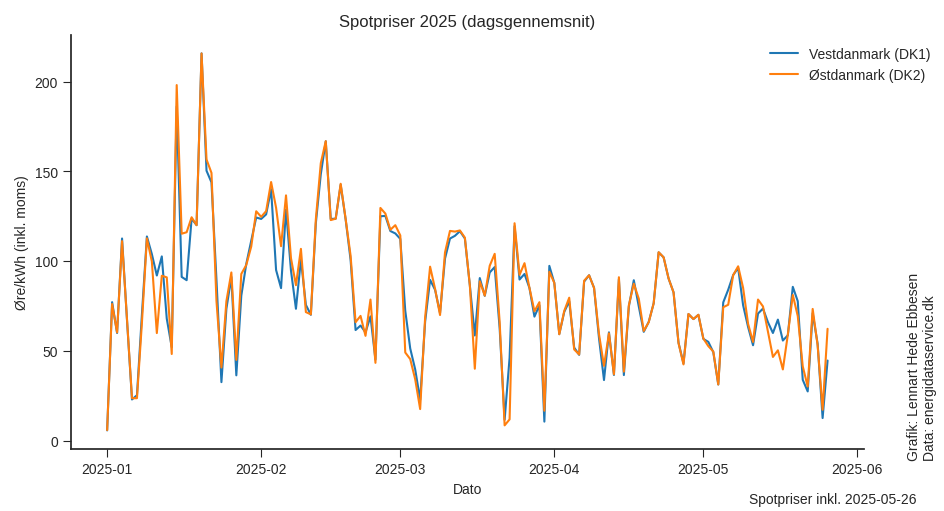 Spotpriser 2025 (dagsgennemsnit)
Vestdanmark (DK1)
Østdanmark (DK2)
Øre/kWh (inkl. moms)
200
150
100
50
0
2025-01
2025-02
2025-03
2025-04
2025-05
2025-06
Dato
Grafik: Lennart Hede Ebbesen
Data: energidataservice.dk
Spotpriser inkl. 2025-05-26